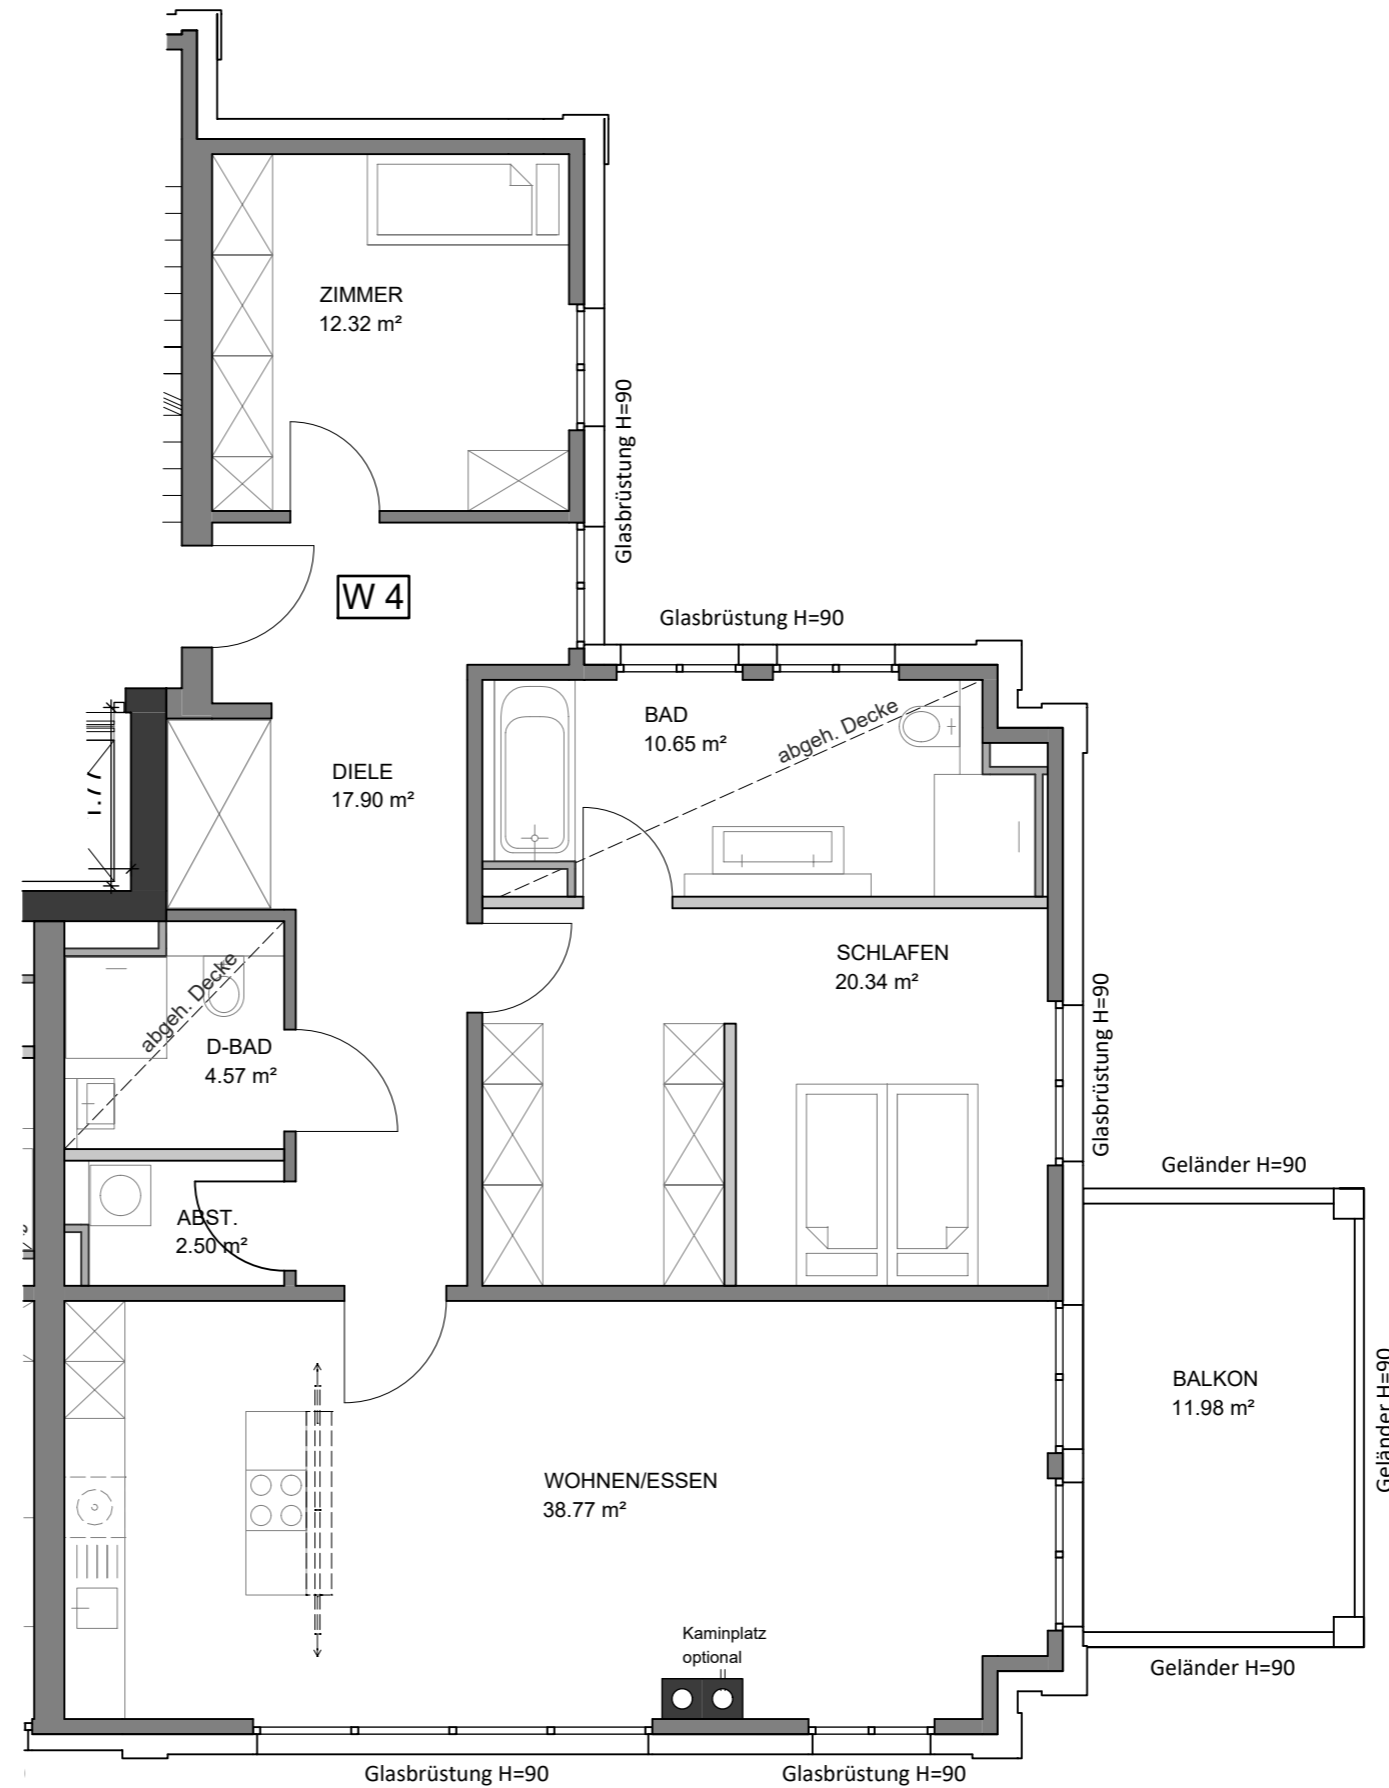 ZIMMER
12.32 m²
Glasbrüstung H=90
W 4
Glasbrüstung H=90
BAD
10.65 m²
abgeh. Decke
DIELE
17.90 m²
SCHLAFEN
20.34 m²
Glasbrüstung H=90
abgeh. Decke
D-BAD
4.57 m²
ABST.
2.50 m²
Geländer H=90
BALKON
11.98 m²
Geländer H=90
WOHNEN/ESSEN
38.77 m²
Kaminplatz
optional
Geländer H=90
Glasbrüstung H=90
Glasbrüstung H=90